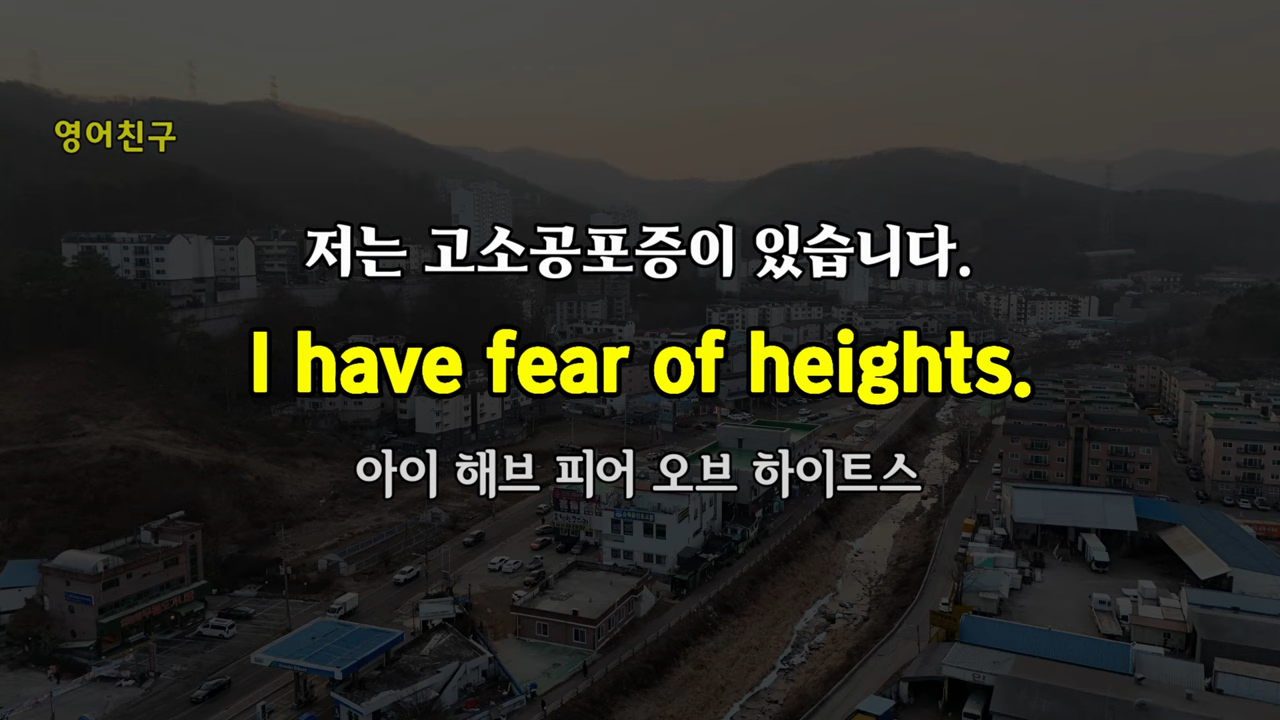 영어친구
저는 고소공포증이 있습니다.
I have fear of heights.
아이 해브 피어 오브 하이트스